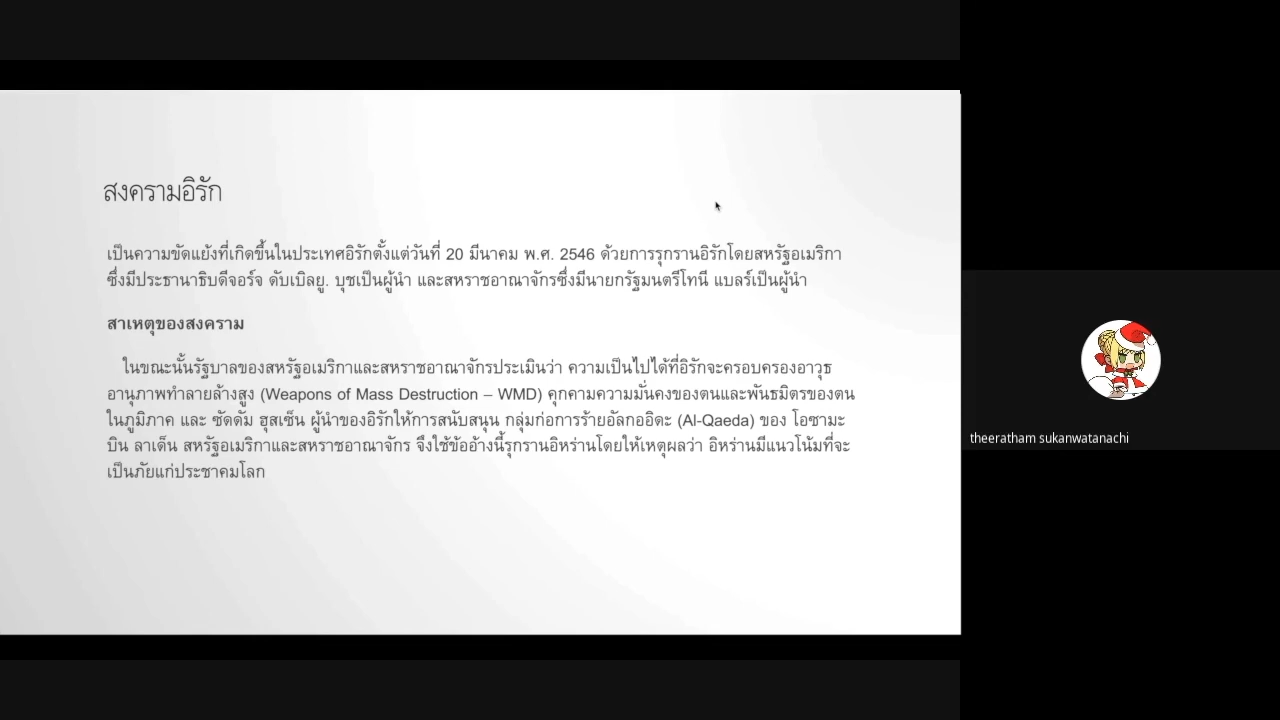 สงครามอิรัก
เป็นความขัดแย้งที่เกิดขึ้นในประเทศอิรักตั้งแต่วันที่ 20 มีนาคม พ.ศ. 2546 ด้วยการรุกรานอิรักโดยสหรัฐอเมริกา
ซึ่งมีประธานาธิบดีจอร์จ ดับเบิลยู. บุชเป็นผู้นำ และสหราชอาณาจักรซึ่งมีนายกรัฐมนตรีโทนี แบลร์เป็นผู้นำ
สาเหตุของสงคราม
ในขณะนั้นรัฐบาลของสหรัฐอเมริกาและสหราชอาณาจักรประเมินว่า ความเป็นไปได้ที่อิรักจะครอบครองอาวุธ
อานุภาพทำลายล้างสูง (Weapons of Mass Destruction – WMD) คุกคามความมั่นคงของตนและพันธมิตรของตน
ในภูมิภาค และ ซัดดัม ฮุสเซ็น ผู้นำของอิรักให้การสนับสนุน กลุ่มก่อการร้ายอัลกออิดะ (Al-Qaeda) ของ โอซามะ
บิน ลาเด็น สหรัฐอเมริกาและสหราชอาณาจักร จึงใช้ข้ออ้างนี้รุกรานอิหร่านโดยให้เหตุผลว่า อิหร่านมีแนวโน้มที่จะ
เป็นภัยแก่ประชาคมโลก
theeratham sukanwatanachi